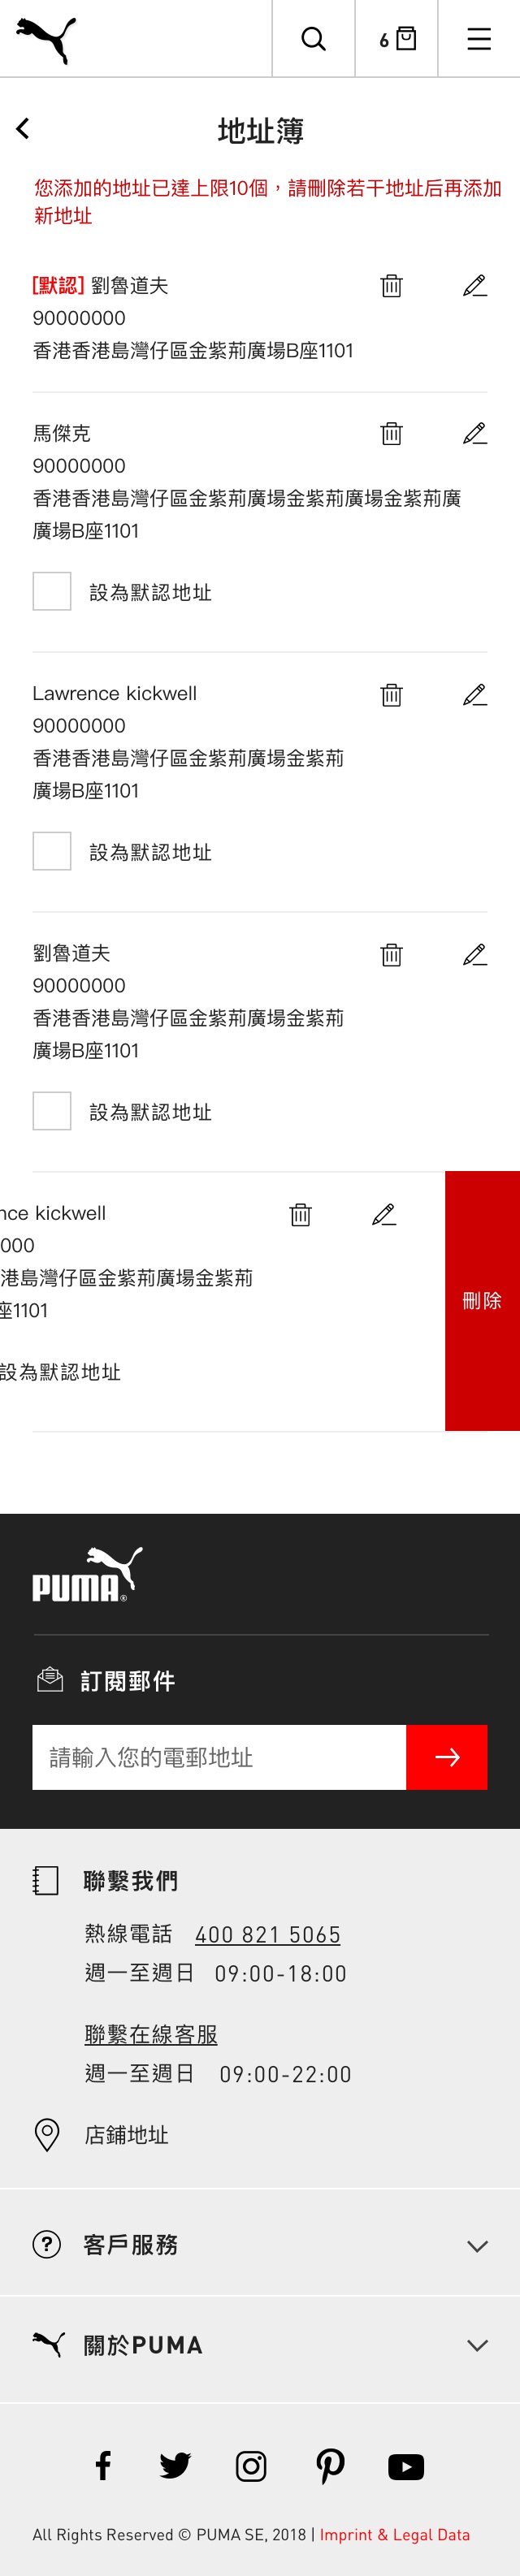 6
地址簿
您添加的地址已達上限10個，請刪除若干地址后再添加
新地址
[默認] 劉魯道夫
90000000
香港香港島灣仔區金紫荊廣場B座1101
馬傑克
90000000
香港香港島灣仔區金紫荊廣場金紫荊廣場金紫荊廣
廣場B座1101
設為默認地址
Lawrence kickwell
90000000
香港香港島灣仔區金紫荊廣場金紫荊
廣場B座1101
設為默認地址
劉魯道夫
90000000
香港香港島灣仔區金紫荊廣場金紫荊
廣場B座1101
設為默認地址
nce kickwell
000
港島灣仔區金紫荊廣場金紫荊
座1101
刪除
設為默認地址
PUMA®
訂閱郵件
請輸入您的電郵地址
聯繫我們
熱線電話 400 821 5065
週一至週日 09:00-18:00
聯繫在線客服
週一至週日 09:00-22:00
店鋪地址
客戶服務
關於PUMA
All Rights Reserved © PUMA SE, 2018 | Imprint & Legal Data